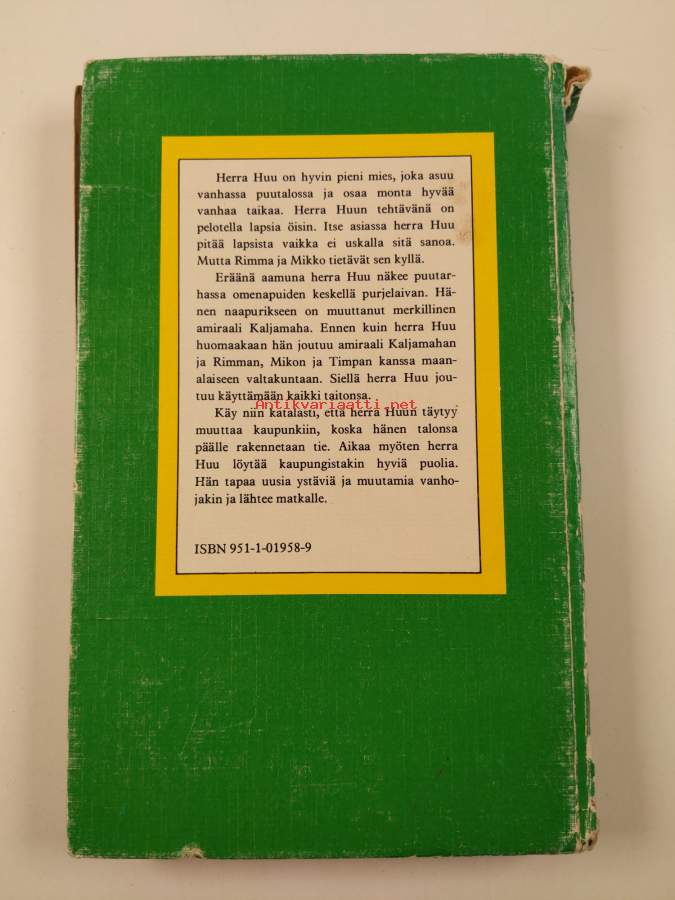 Herra Huu on hyvin pieni mies, joka asuu
vanhassa puutalossa ja osaa monta hyvää
vanhaa taikaa. Herra Huun tehtävänä on
pelotella lapsia öisin. Itse asiassa herra Huu
pitää lapsista vaikka ei uskalla sitä sanoa.
Mutta Rimma ja Mikko tietävät sen kyllä.
Eräänä aamuna herra Huu näkee puutar-
hassa omenapuiden keskellä purjelaivan. Hä-
nen naapurikseen on muuttanut merkillinen
amiraali Kaljamaha. Ennen kuin herra Huu
huomaakaan hän joutuu amiraali Kaljamahan
ja Rimman, Mikon ja Timpan kanssa maan-
alaiseen valtakuntaan. Siellä herra Huu jou-
tuu käyttämään kaikki taitonsa.
Antikvariaatti.net
Käy niin katalasti, että herra Huun täytyy
muuttaa kaupunkiin, koska hänen talonsa
päälle rakennetaan tie. Aikaa myöten herra
Huu löytää kaupungistakin hyviä puolia.
Hän tapaa uusia ystäviä ja muutamia vanho-
jakin ja lähtee matkalle.
ISBN 951-1-01958-9